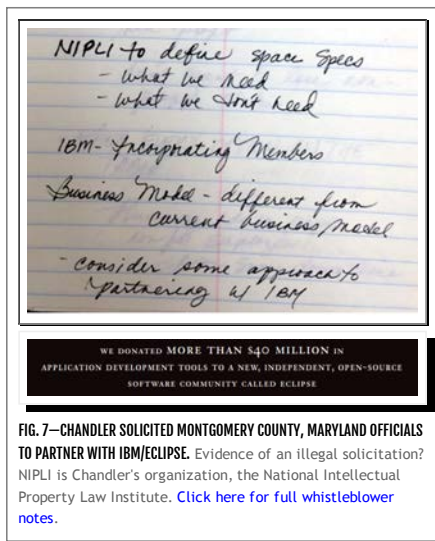 NIPLI to define space specs
- what we need
- what we don't need
IBM- Incorporating Members
Business Model - different from
current business model
- consider some approach to
partnering w/ IBM
WE DONATED MORE THAN $40 MILLION IN
APPLICATION DEVELOPMENT TOOLS TO A NEW, INDEPENDENT, OPEN-SOURCE
SOFTWARE COMMUNITY CALLED ECLIPSE
FIG. 7—CHANDLER SOLICITED MONTGOMERY COUNTY, MARYLAND OFFICIALS
TO PARTNER WITH IBM/ECLIPSE. Evidence of an illegal solicitation?
NIPLI is Chandler's organization, the National Intellectual
Property Law Institute. Click here for full whistleblower
notes.